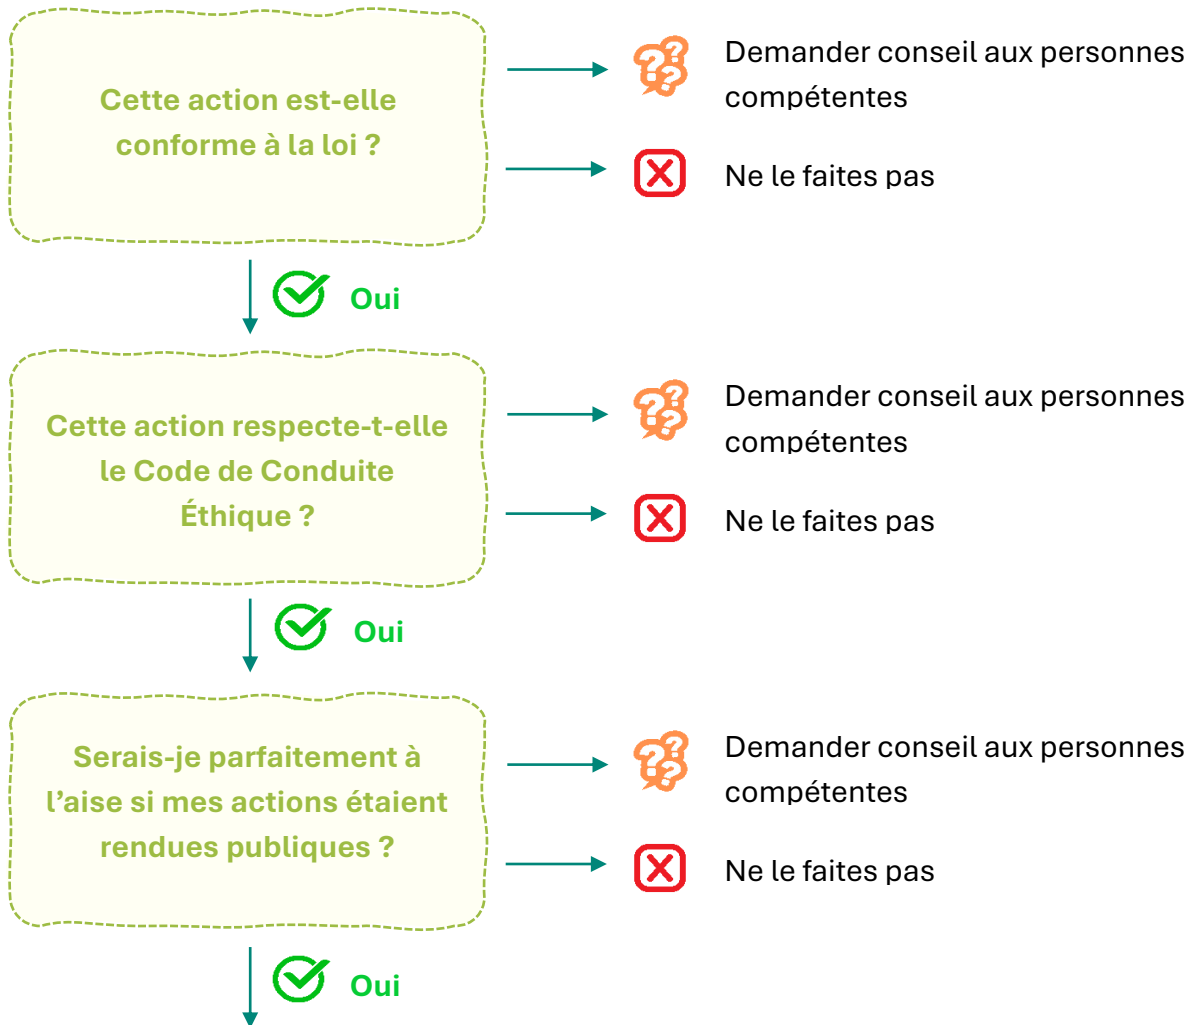 Cette action est-elle
conforme à la loi ?
Demander conseil aux personnes
compétentes
Ne le faites pas
Oui
Cette action respecte-t-elle
le Code de Conduite
Éthique ?
Demander conseil aux personnes
compétentes
Ne le faites pas
Oui
Serais-je parfaitement à
l’aise si mes actions étaient
rendues publiques ?
Demander conseil aux personnes
compétentes
Ne le faites pas
Oui